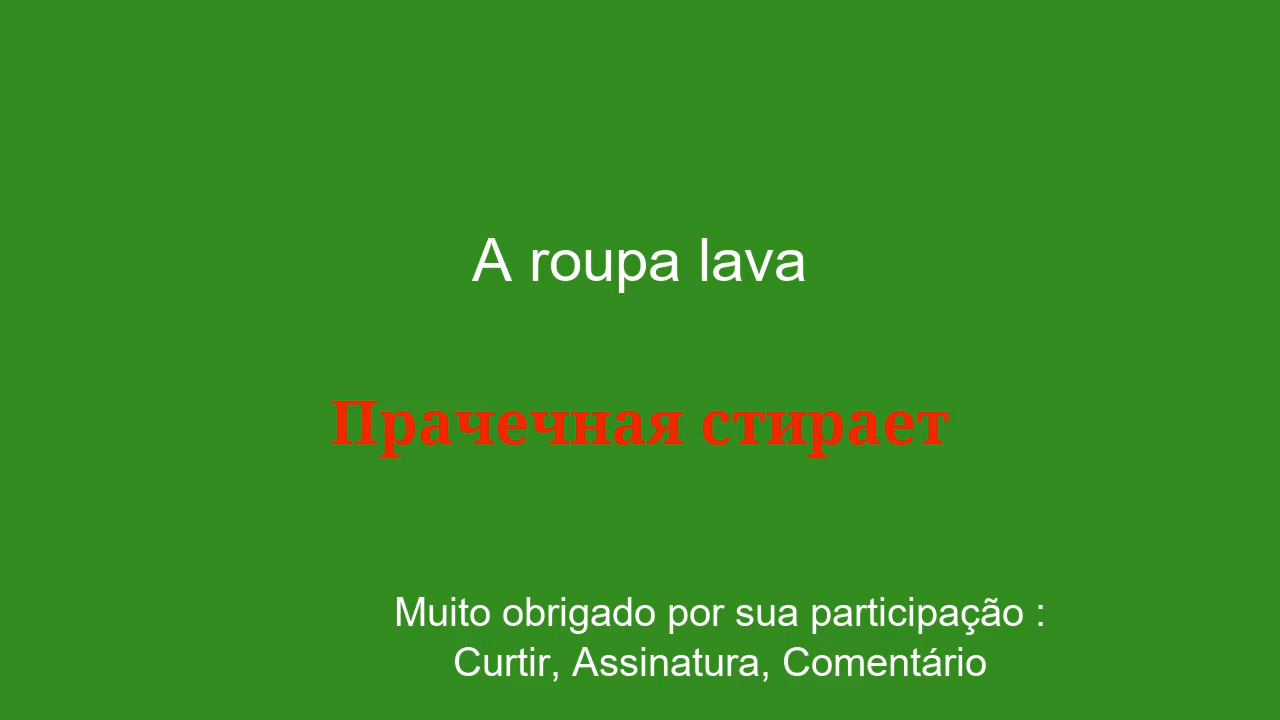 A roupa lava
Прачечная стирает
Muito obrigado por sua participação :
Curtir, Assinatura, Comentário